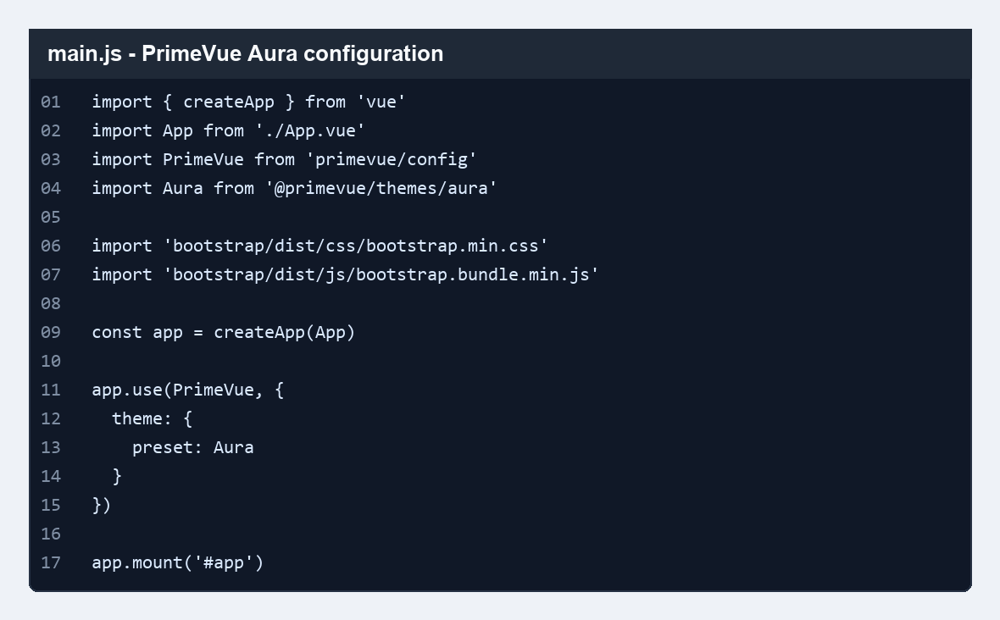 main.js - PrimeVue Aura configuration
01 import { createApp } from 'vue'
02 import App from './App.vue'
03 import PrimeVue from 'primevue/config'
04 import Aura from '@primevue/themes/aura'
05
06 import 'bootstrap/dist/css/bootstrap.min.css'
07 import 'bootstrap/dist/js/bootstrap.bundle.min.js'
08
09 const app = createApp(App)
10
11 app.use(PrimeVue, {
12   theme: {
13     preset: Aura
14   }
15 })
16
17 app.mount('#app')